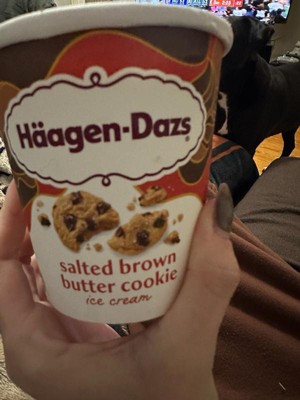 Häagen-Dazs
salted brown
butter cookie
ice cream